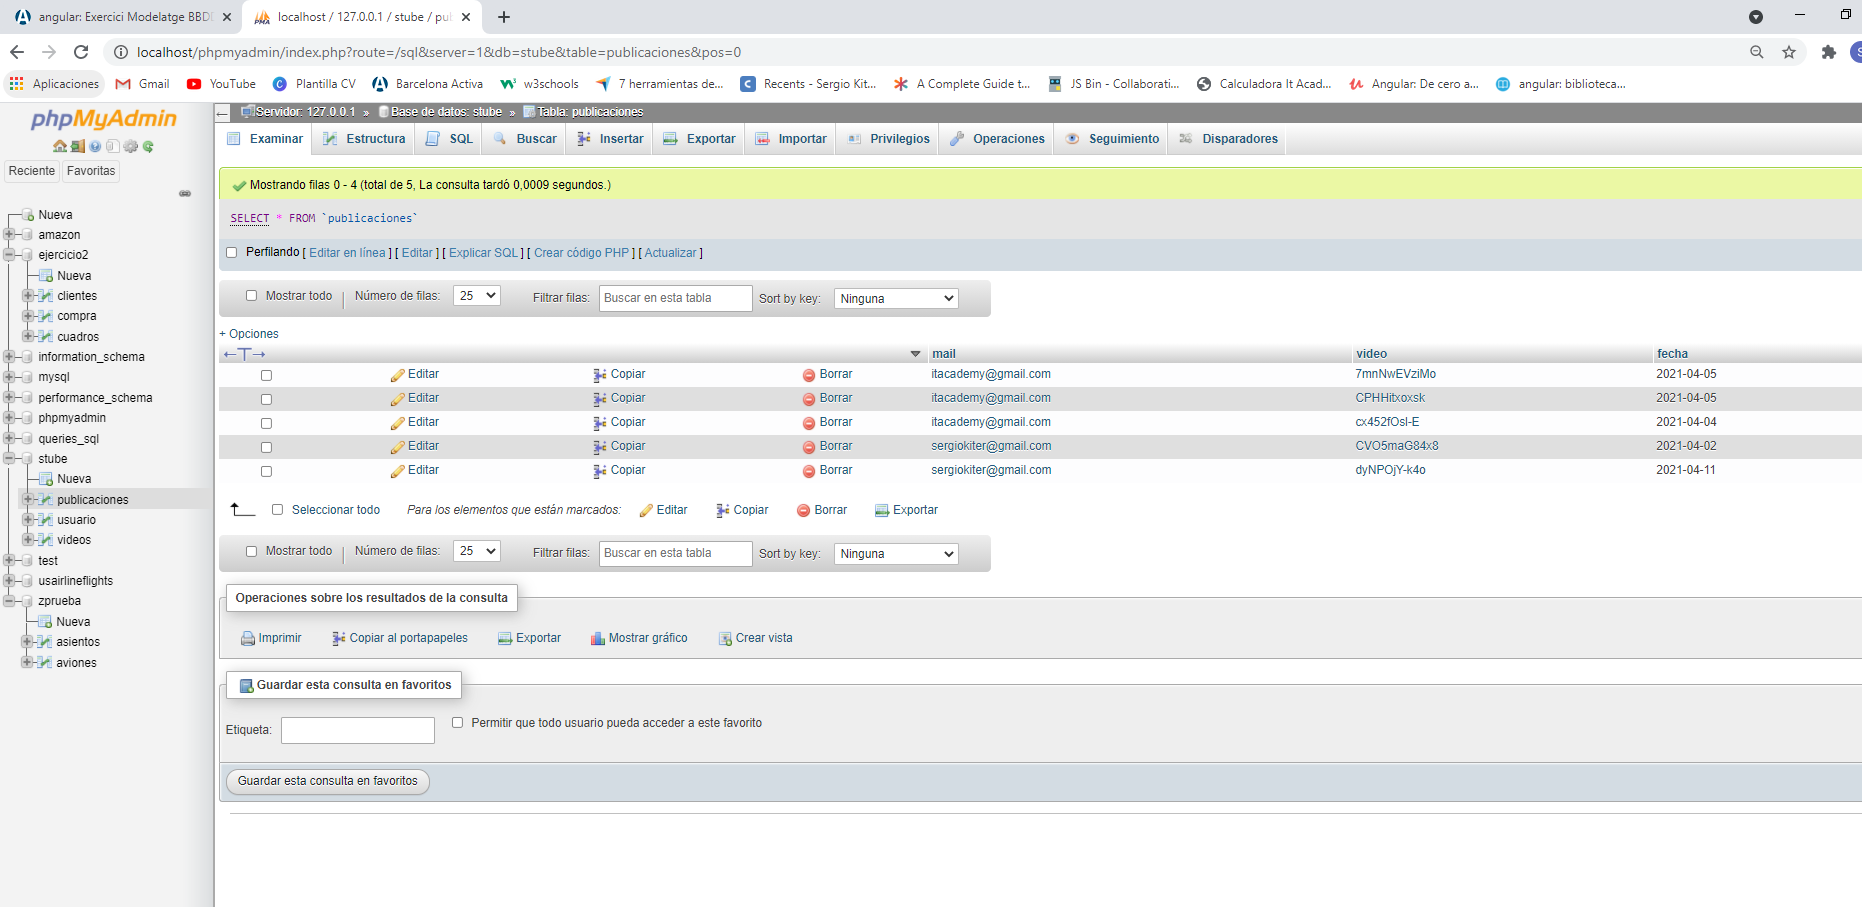 angular: Exercici Modelatge BBD
localhost / 127.0.0.1 / stube / pu
localhost/phpmyadmin/index.php?route=/sql&server=1&db=stube&table=publicaciones&pos=0
Aplicaciones Gmail YouTube Plantilla CV Barcelona Activa w3schools 7 herramientas de... Recents - Sergio Kit... A Complete Guide t... JS Bin - Collaborati... Calculadora It Acad... Angular: De cero a... angular: biblioteca...
phpMyAdmin
Reciente Favoritas
Nueva
amazon
ejercicio2
Nueva
clientes
compra
cuadros
information_schema
mysql
performance_schema
phpmyadmin
queries_sql
stube
Nueva
publicaciones
usuario
videos
test
usairlineflights
zprueba
Nueva
asientos
aviones
Servidor: 127.0.0.1 » Base de datos: stube » Tabla: publicaciones
Examinar Estructura SQL Buscar Insertar Exportar Importar Privilegios Operaciones Seguimiento Disparadores
Mostrando filas 0 - 4 (total de 5, La consulta tardó 0,0009 segundos.)
SELECT * FROM `publicaciones`
Perfilando [ Editar en línea ] [ Editar ] [ Explicar SQL ] [ Crear código PHP ] [ Actualizar ]
Mostrar todo Número de filas: 25 Filtrar filas: Buscar en esta tabla Sort by key: Ninguna
+ Opciones
←T→ mail video fecha
Editar Copiar Borrar itacademy@gmail.com 7mnNwEVziMo 2021-04-05
Editar Copiar Borrar itacademy@gmail.com CPHHitxoxsk 2021-04-05
Editar Copiar Borrar itacademy@gmail.com cx452fOsl-E 2021-04-04
Editar Copiar Borrar sergiokiter@gmail.com CVO5maG84x8 2021-04-02
Editar Copiar Borrar sergiokiter@gmail.com dyNPOjY-k4o 2021-04-11
Seleccionar todo Para los elementos que están marcados: Editar Copiar Borrar Exportar
Mostrar todo Número de filas: 25 Filtrar filas: Buscar en esta tabla Sort by key: Ninguna
Operaciones sobre los resultados de la consulta
Imprimir Copiar al portapapeles Exportar Mostrar gráfico Crear vista
Guardar esta consulta en favoritos
Etiqueta: Permitir que todo usuario pueda acceder a este favorito
Guardar esta consulta en favoritos